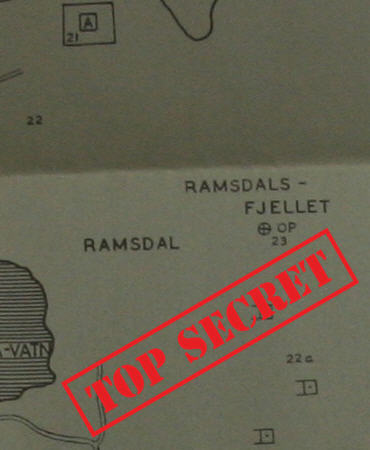 A
21
22
RAMSDALS-
FJELLET
OP
23
RAMSDAL
TOP SECRET
-VATN
22a